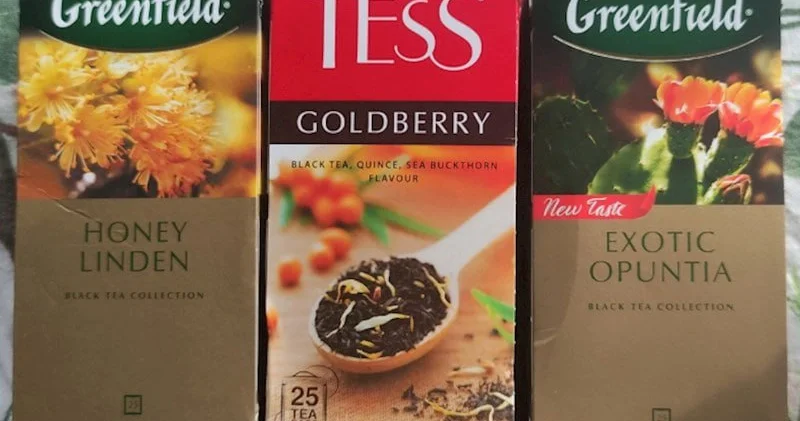 Greenfield
HONEY
LINDEN
BLACK TEA COLLECTION
25
TESS
GOLDBERRY
BLACK TEA, QUINCE, SEA BUCKTHORN
FLAVOUR
25
TEA
Greenfield
New Taste
EXOTIC
OPUNTIA
BLACK TEA COLLECTION